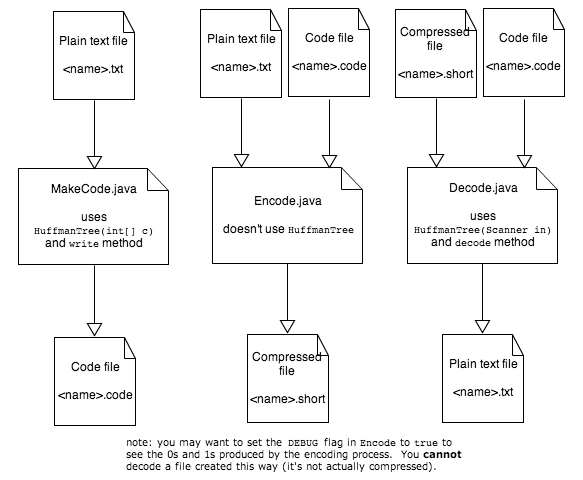 Plain text file
<name>.txt
Plain text file
<name>.txt
Code file
<name>.code
Compressed
file
<name>.short
Code file
<name>.code
MakeCode.java
uses
HuffmanTree(int[] c)
and write method
Encode.java
doesn't use HuffmanTree
Decode.java
uses
HuffmanTree(Scanner in)
and decode method
Code file
<name>.code
Compressed
file
<name>.short
Plain text file
<name>.txt
note: you may want to set the DEBUG flag in Encode to true to
see the 0s and 1s produced by the encoding process. You cannot
decode a file created this way (it's not actually compressed).